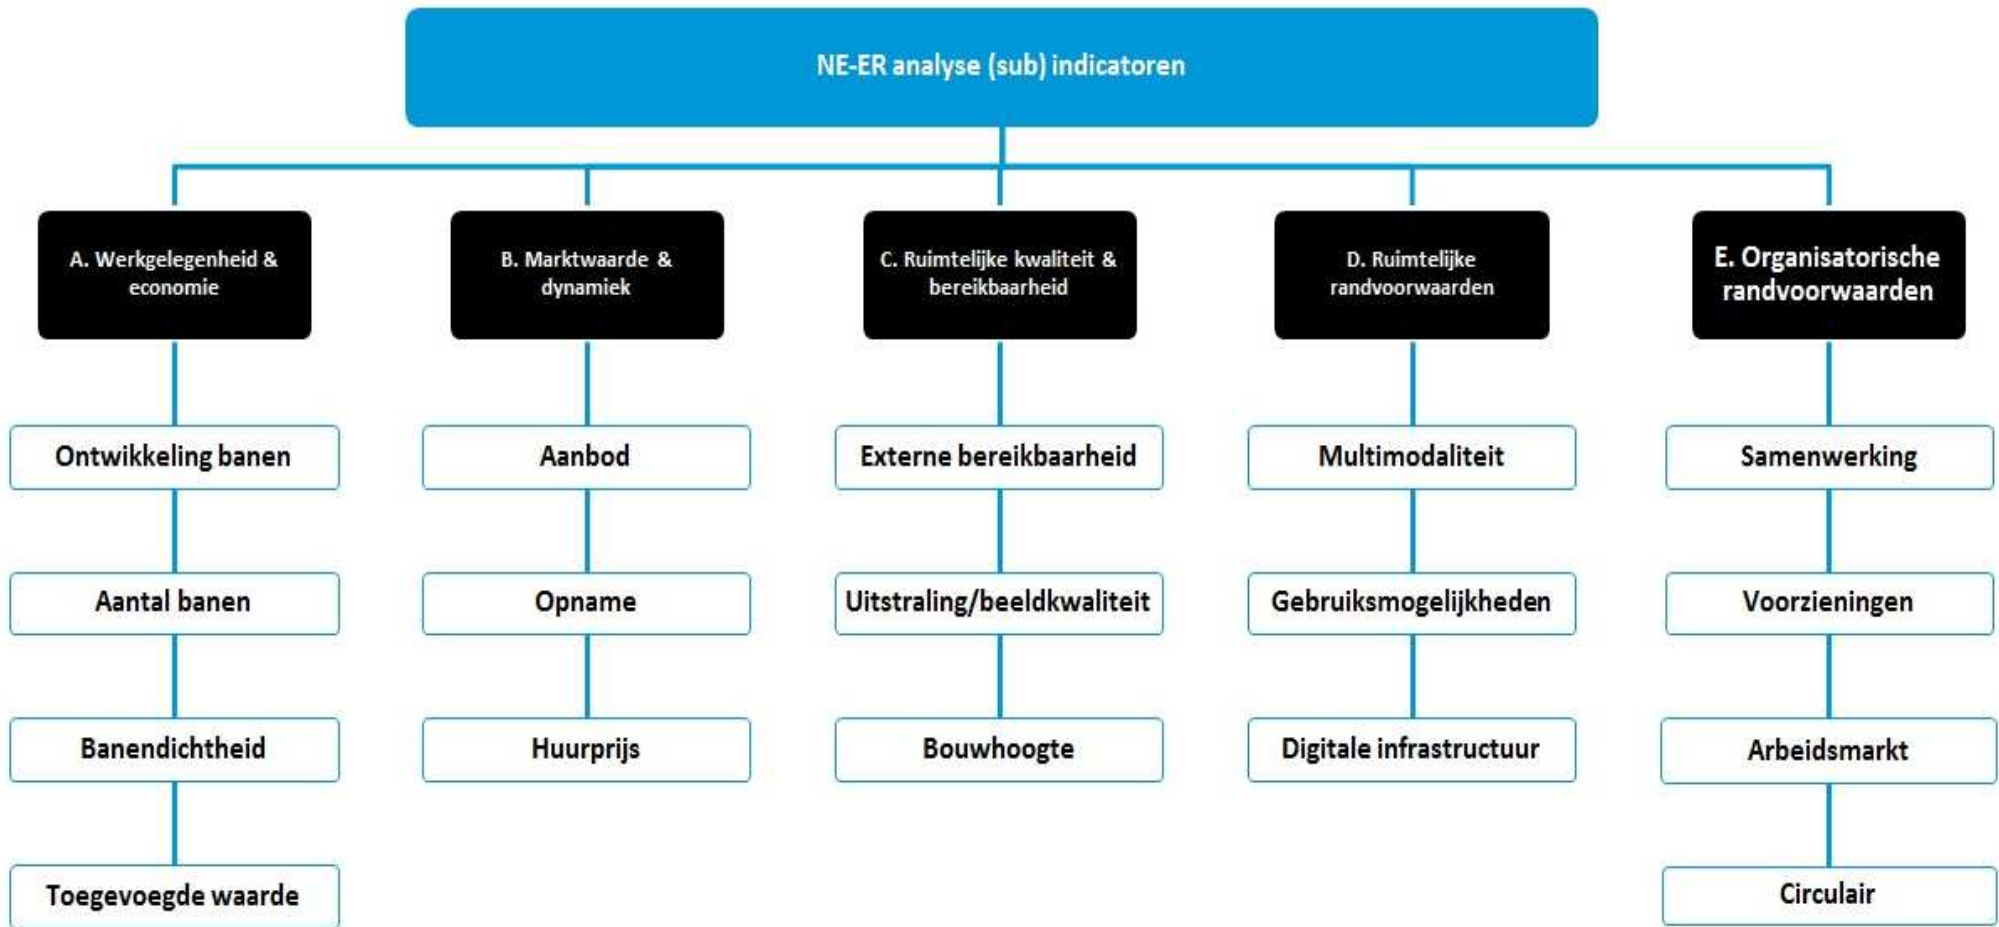 NE-ER analyse (sub) indicatoren
A. Werkgelegenheid &
economie
B. Marktwaarde &
dynamiek
C. Ruimtelijke kwaliteit &
bereikbaarheid
D. Ruimtelijke
randvoorwaarden
E. Organisatorische
randvoorwaarden
Ontwikkeling banen
Aanbod
Externe bereikbaarheid
Multimodaliteit
Samenwerking
Aantal banen
Opname
Uitstraling/beeldkwaliteit
Gebruiksmogelijkheden
Voorzieningen
Banendichtheid
Huurprijs
Bouwhoogte
Digitale infrastructuur
Arbeidsmarkt
Toegevoegde waarde
Circulair